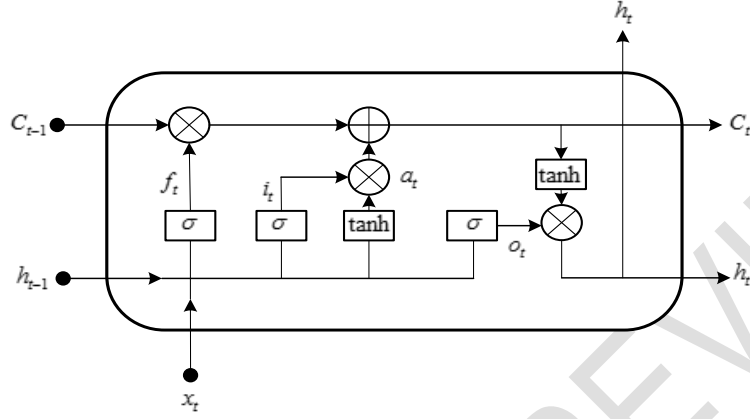 h_t
C_{t-1}
C_t
f_t
i_t
a_t
tanh
σ
σ
tanh
σ
o_t
h_{t-1}
h_t
x_t